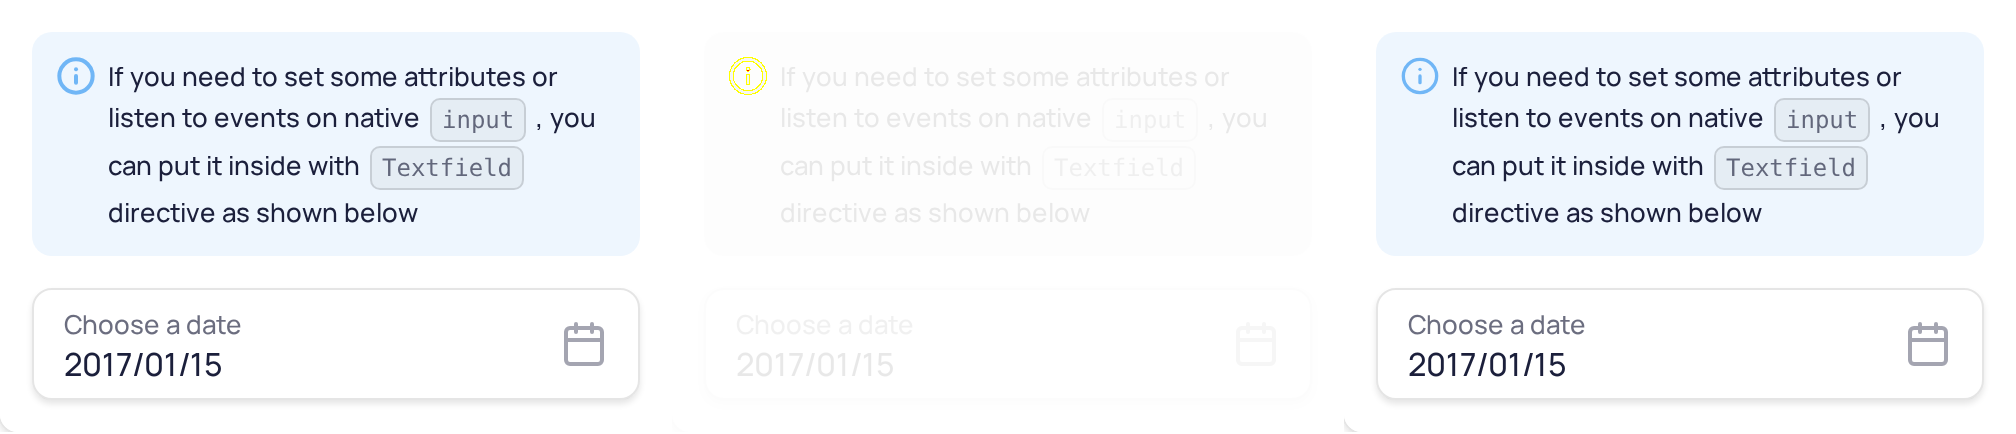 If you need to set some attributes or
listen to events on native input , you
can put it inside with Textfield
directive as shown below
Choose a date
2017/01/15
If you need to set some attributes or
listen to events on native input , you
can put it inside with Textfield
directive as shown below
Choose a date
2017/01/15
If you need to set some attributes or
listen to events on native input , you
can put it inside with Textfield
directive as shown below
Choose a date
2017/01/15